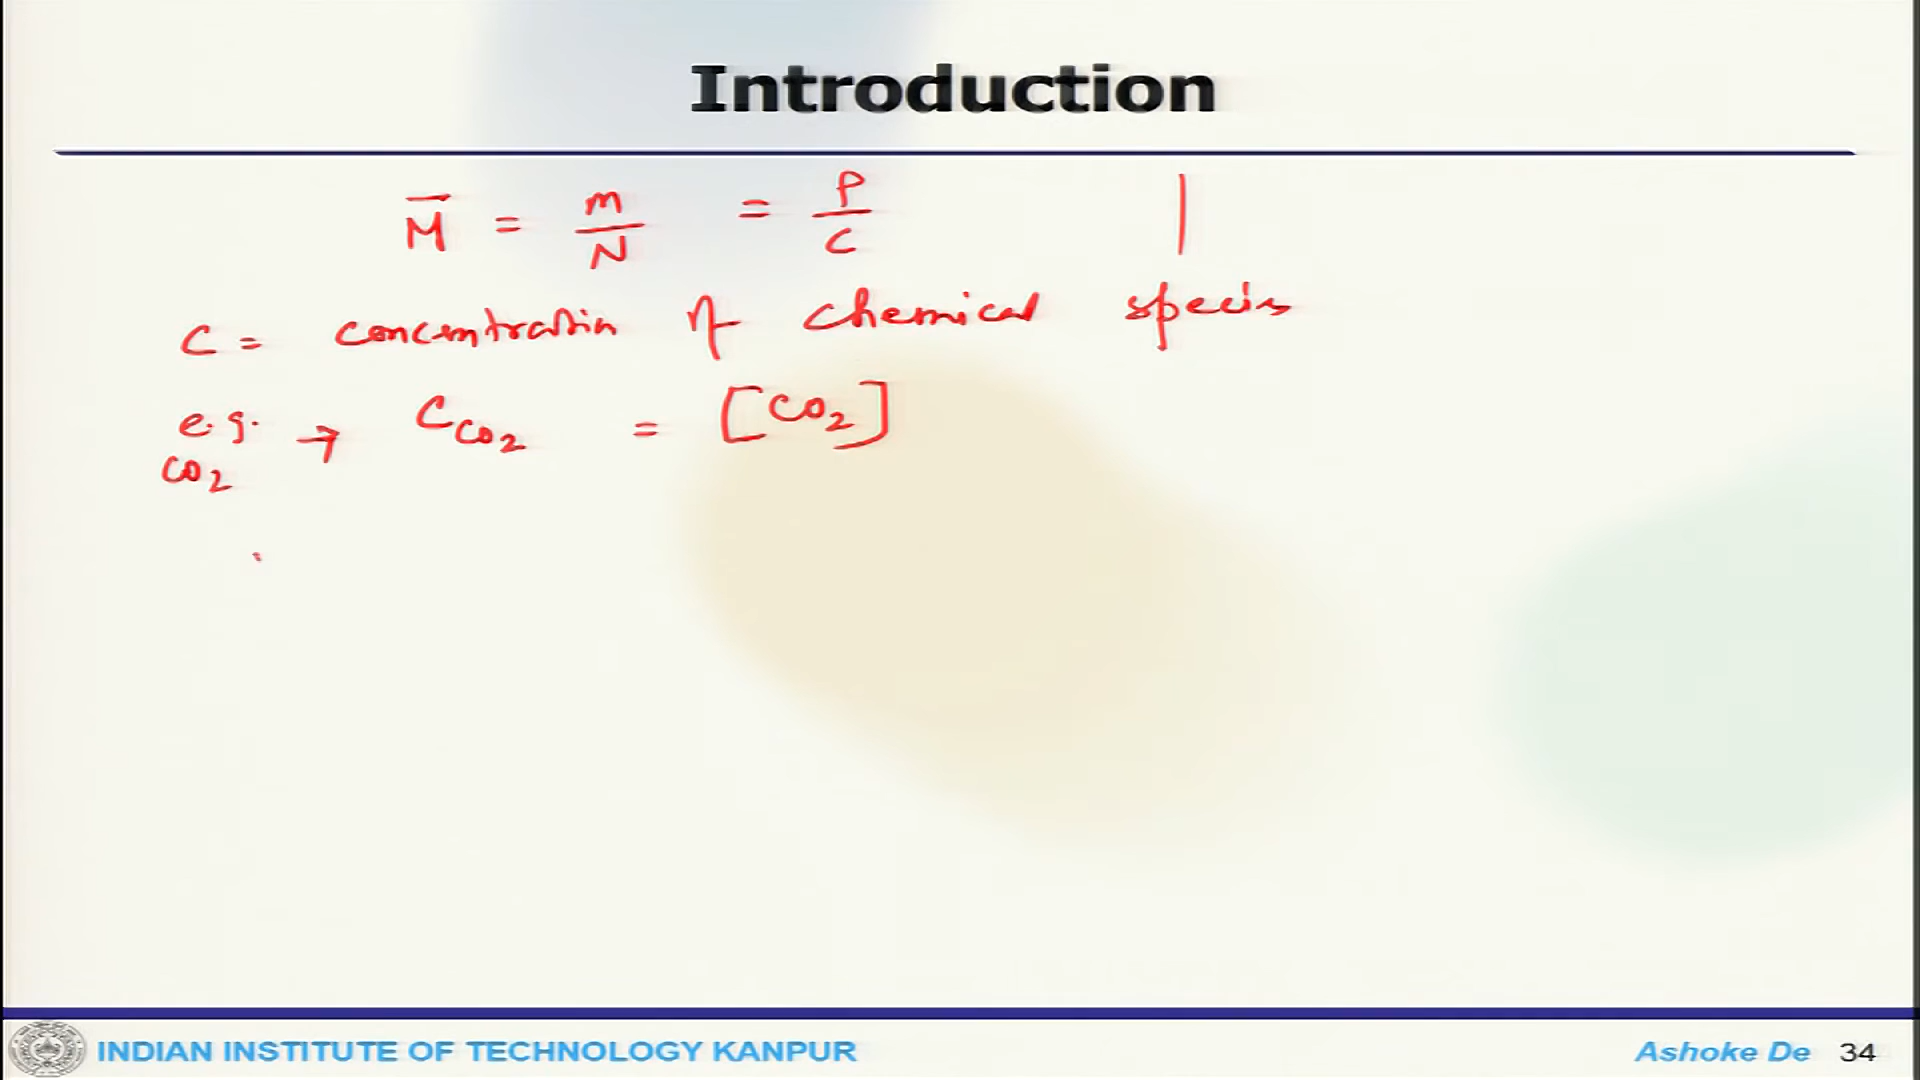 Introduction
M̅ = m/N = ρ/C |
C = concentration of chemical species
e.g. → C_CO₂ = [CO₂]
CO₂
INDIAN INSTITUTE OF TECHNOLOGY KANPUR
Ashoke De 34